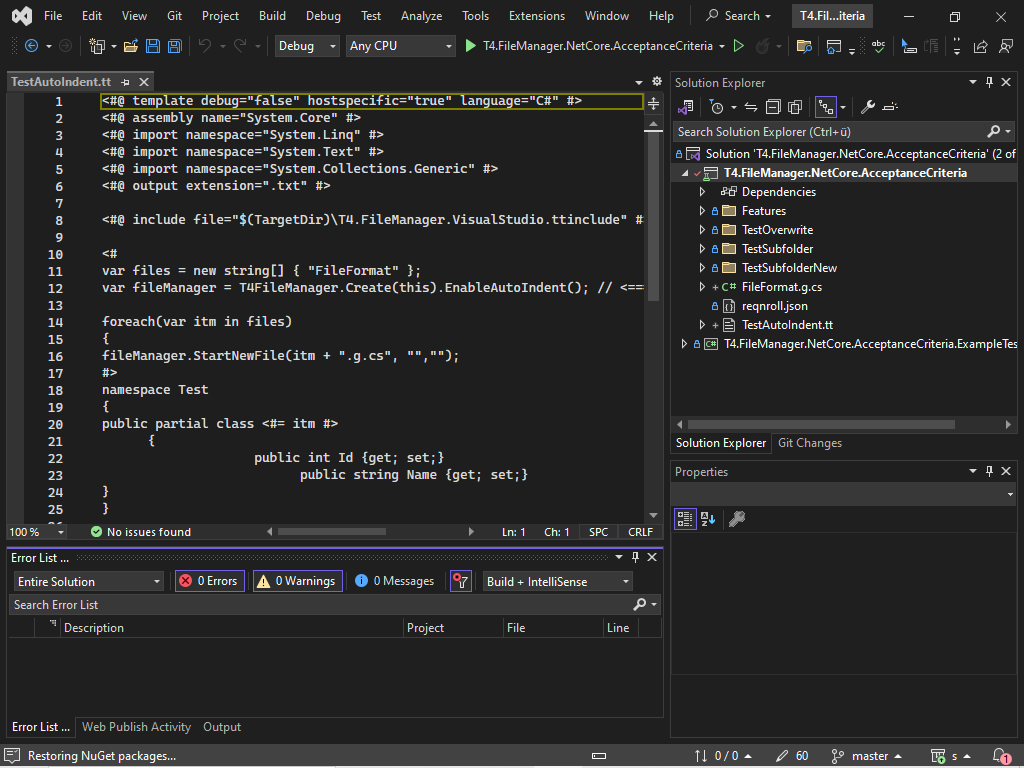 File Edit View Git Project Build Debug Test Analyze Tools Extensions Window Help Search T4.Fil...iteria
Debug Any CPU T4.FileManager.NetCore.AcceptanceCriteria
TestAutoIndent.tt
1 <#@ template debug="false" hostspecific="true" language="C#" #>
2 <#@ assembly name="System.Core" #>
3 <#@ import namespace="System.Linq" #>
4 <#@ import namespace="System.Text" #>
5 <#@ import namespace="System.Collections.Generic" #>
6 <#@ output extension=".txt" #>
7
8 <#@ include file="$(TargetDir)\T4.FileManager.VisualStudio.ttinclude" #
9
10 <#
11 var files = new string[] { "FileFormat" };
12 var fileManager = T4FileManager.Create(this).EnableAutoIndent(); // <==
13
14 foreach(var itm in files)
15 {
16 fileManager.StartNewFile(itm + ".g.cs", "","");
17 #>
18 namespace Test
19 {
20 public partial class <#= itm #>
21 {
22 public int Id {get; set;}
23 public string Name {get; set;}
24 }
25 }
100 % No issues found Ln: 1 Ch: 1 SPC CRLF
Error List ...
Entire Solution 0 Errors 0 Warnings 0 Messages Build + IntelliSense
Search Error List
Description Project File Line
Error List ... Web Publish Activity Output
Solution Explorer
Search Solution Explorer (Ctrl+ü)
Solution 'T4.FileManager.NetCore.AcceptanceCriteria' (2 of
T4.FileManager.NetCore.AcceptanceCriteria
Dependencies
Features
TestOverwrite
TestSubfolder
TestSubfolderNew
C# FileFormat.g.cs
reqnroll.json
TestAutoIndent.tt
C# T4.FileManager.NetCore.AcceptanceCriteria.ExampleTes
Solution Explorer Git Changes
Properties
Restoring NuGet packages... 0 / 0 60 master s 1